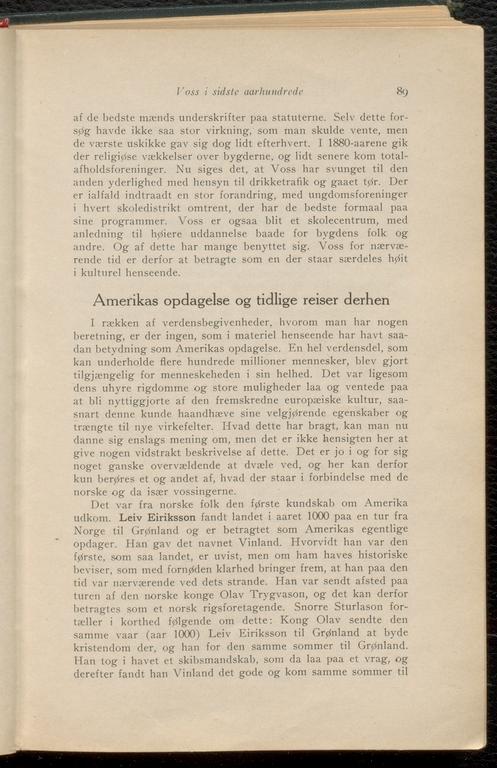 Voss i sidste aarhundrede 89
af de bedste mænds underskrifter paa statuterne. Selv dette for-
søg havde ikke saa stor virkning, som man skulde vente, men
de værste uskikke gav sig dog lidt efterhvert. I 1880-aarene gik
der religiøse vækkelser over bygderne, og lidt senere kom total-
afholdsforeninger. Nu siges det, at Voss har svunget til den
anden yderlighed med hensyn til drikketrafik og gaaet tør. Der
er ialfald indtraadt en stor forandring, med ungdomsforeninger
i hvert skoledistrikt omtrent, der har de bedste formaal paa
sine programmer. Voss er ogsaa blit et skolecentrum, med
anledning til høiere uddannelse baade for bygdens folk og
andre. Og af dette har mange benyttet sig. Voss for nærvæ-
rende tid er derfor at betragte som en der staar særdeles høit
i kulturel henseende.
Amerikas opdagelse og tidlige reiser derhen
I rækken af verdensbegivenheder, hvorom man har nogen
beretning, er der ingen, som i materiel henseende har havt saa-
dan betydning som Amerikas opdagelse. En hel verdensdel, som
kan underholde flere hundrede millioner mennesker, blev gjort
tilgjængelig for menneskeheden i sin helhed. Det var ligesom
dens uhyre rigdomme og store muligheder laa og ventede paa
at bli nyttiggjorte af den fremskredne europæiske kultur, saa-
snart denne kunde haandhæve sine velgjørende egenskaber og
trængte til nye virkefelter. Hvad dette har bragt, kan man nu
danne sig enslags mening om, men det er ikke hensigten her at
give nogen vidstrakt beskrivelse af dette. Det er jo i og for sig
noget ganske overvældende at dvæle ved, og her kan derfor
kun berøres et og andet af, hvad der staar i forbindelse med de
norske og da især vossingerne.
Det var fra norske folk den første kundskab om Amerika
udkom. Leiv Eiriksson fandt landet i aaret 1000 paa en tur fra
Norge til Grønland og er betragtet som Amerikas egentlige
opdager. Han gav det navnet Vinland. Hvorvidt han var den
første, som saa landet, er uvist, men om ham haves historiske
beviser, som med fornøden klarhed bringer frem, at han paa den
tid var nærværende ved dets strande. Han var sendt afsted paa
turen af den norske konge Olav Trygvason, og det kan derfor
betragtes som et norsk rigsforetagende. Snorre Sturlason for-
tæller i korthed følgende om dette: Kong Olav sendte den
samme vaar (aar 1000) Leiv Eiriksson til Grønland at byde
kristendom der, og han for den samme sommer til Grønland.
Han tog i havet et skibsmandskab, som da laa paa et vrag, og
derefter fandt han Vinland det gode og kom samme sommer til